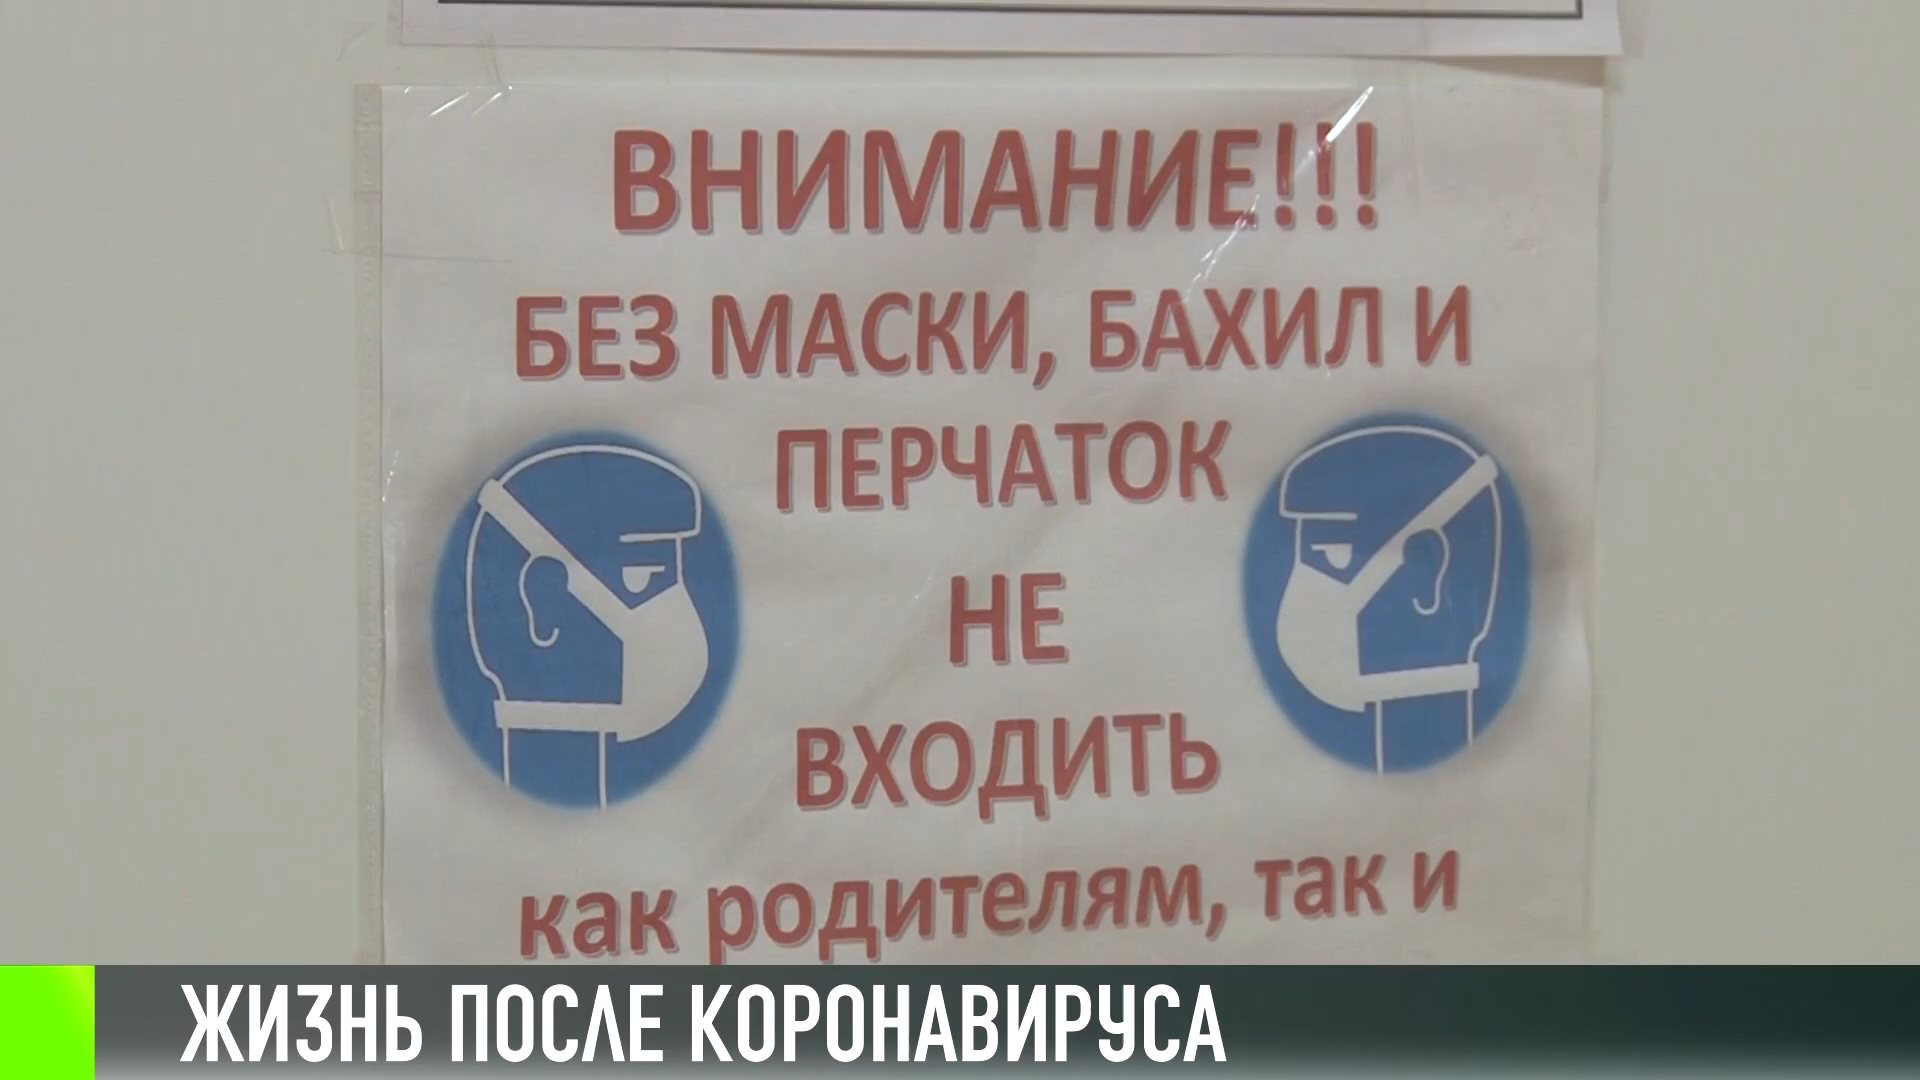 ВНИМАНИЕ!!!
БЕЗ МАСКИ, БАХИЛ И
ПЕРЧАТОК
НЕ
ВХОДИТЬ
как родителям, так и
ЖИЗНЬ ПОСЛЕ КОРОНАВИРУСА